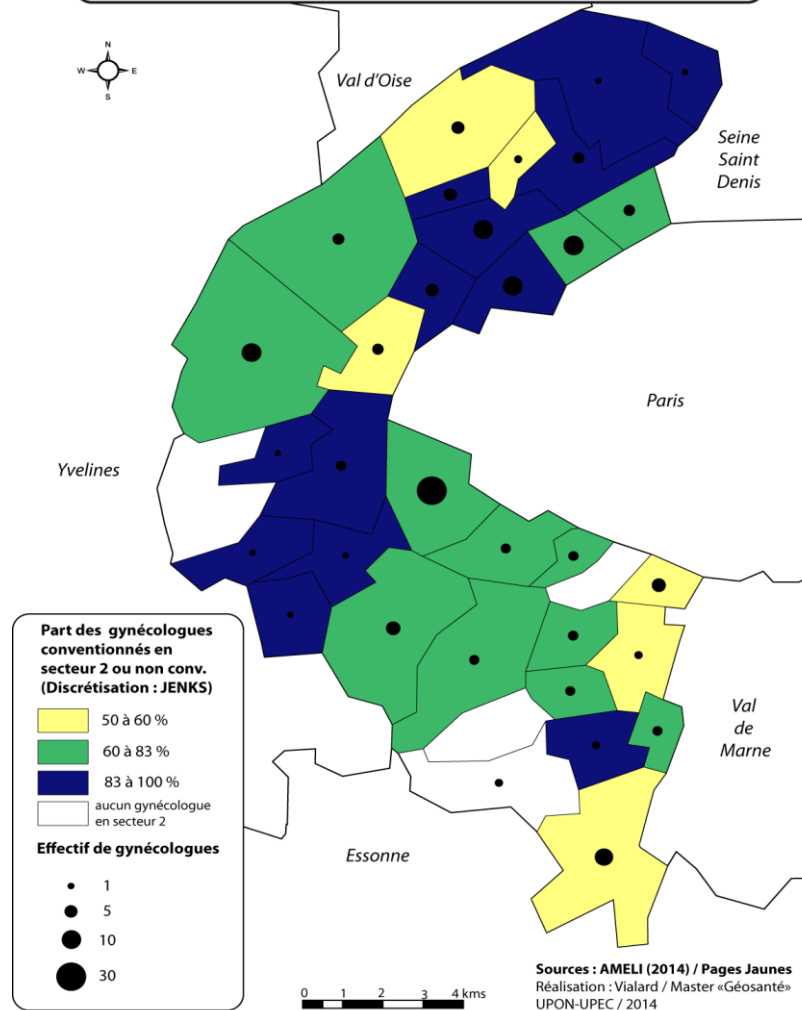 N
W E
S
Val d'Oise
Seine
Saint
Denis
Paris
Yvelines
Val
de
Marne
Essonne
Part des gynécologues
conventionnés en
secteur 2 ou non conv.
(Discrétisation : JENKS)
50 à 60 %
60 à 83 %
83 à 100 %
aucun gynécologue
en secteur 2
Effectif de gynécologues
1
5
10
30
0 1 2 3 4 kms
Sources : AMELI (2014) / Pages Jaunes
Réalisation : Vialard / Master «Géosanté»
UPON-UPEC / 2014